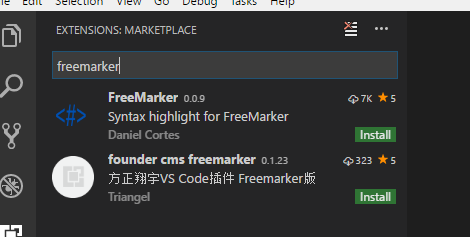 Edit Selection View Go Debug Tasks Help
EXTENSIONS: MARKETPLACE
freemarker
<#> FreeMarker 0.0.9 7K 5
Syntax highlight for FreeMarker
Daniel Cortes Install
founder cms freemarker 0.1.23 323 5
方正翔宇VS Code插件 Freemarker版
Triangel Install